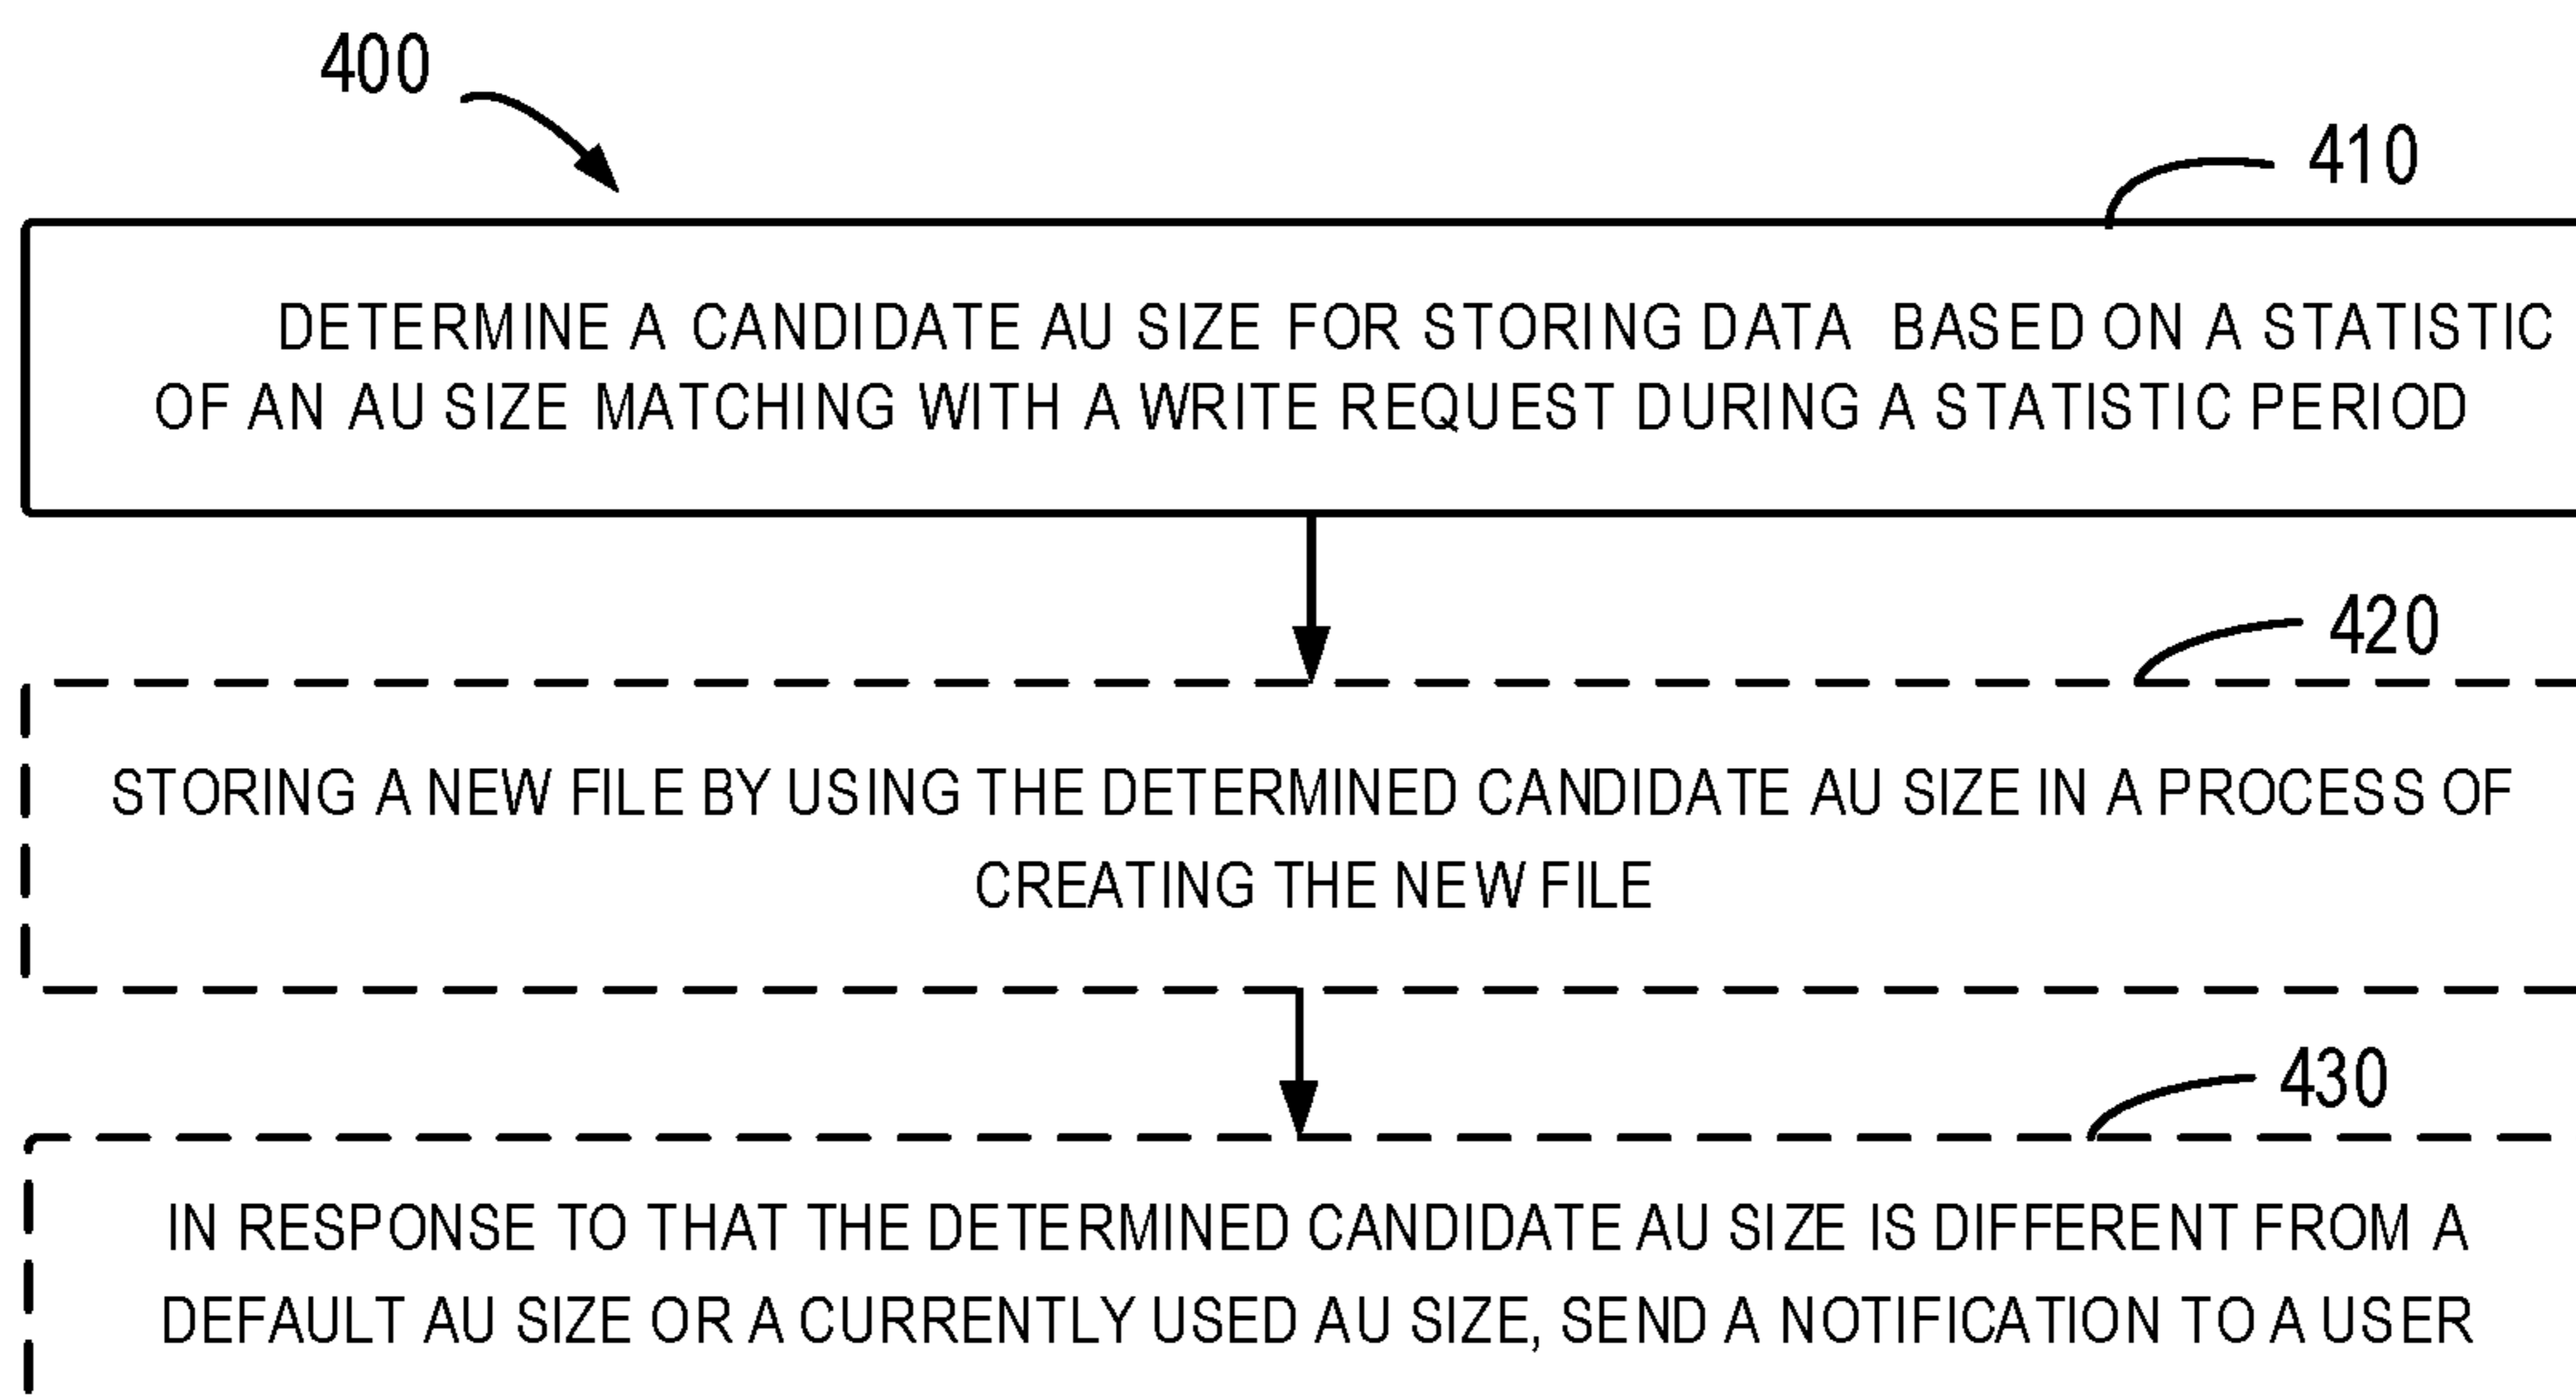 400
410
DETERMINE A CANDIDATE AU SIZE FOR STORING DATA BASED ON A STATISTIC
OF AN AU SIZE MATCHING WITH A WRITE REQUEST DURING A STATISTIC PERIOD
420
STORING A NEW FILE BY USING THE DETERMINED CANDIDATE AU SIZE IN A PROCESS OF
CREATING THE NEW FILE
430
IN RESPONSE TO THAT THE DETERMINED CANDIDATE AU SIZE IS DIFFERENT FROM A
DEFAULT AU SIZE OR A CURRENTLY USED AU SIZE, SEND A NOTIFICATION TO A USER